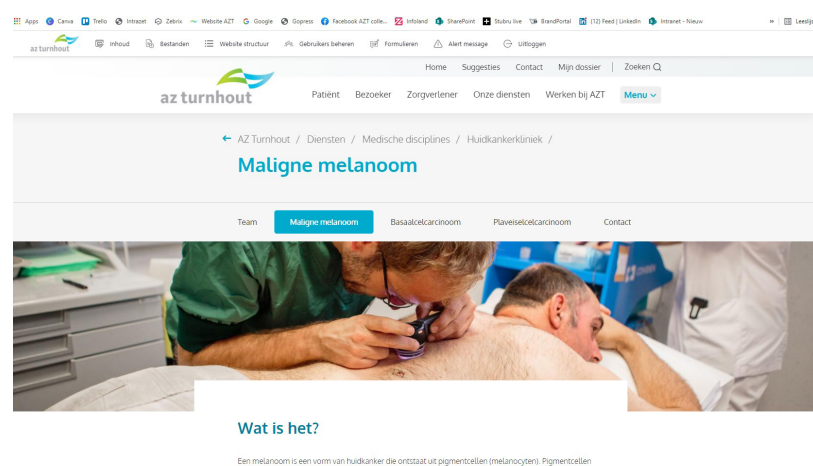 Apps Canva Trello Intrazet Zebrix Website AZT Google Gopress Facebook AZT colle... Infoland SharePoint Stubru live BrandPortal (12) Feed | LinkedIn Intranet - Nieuw » Leeslijs
az turnhout Inhoud Bestanden Website structuur Gebruikers beheren Formulieren Alert message Uitloggen
Home Suggesties Contact Mijn dossier | Zoeken
az turnhout Patiënt Bezoeker Zorgverlener Onze diensten Werken bij AZT Menu
AZ Turnhout / Diensten / Medische disciplines / Huidkankerkliniek /
Maligne melanoom
Team Maligne melanoom Basaalcelcarcinoom Plaveiselcelcarcinoom Contact
Wat is het?
Een melanoom is een vorm van huidkanker die ontstaat uit pigmentcellen (melanocyten). Pigmentcellen